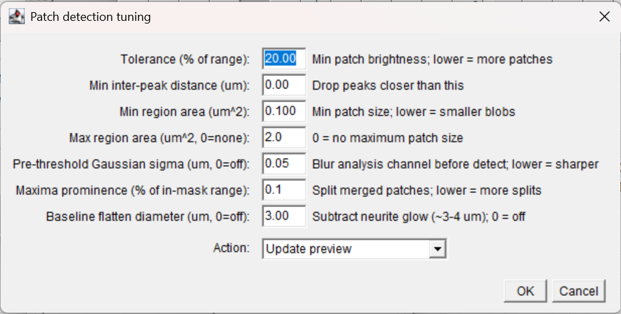 Patch detection tuning
Tolerance (% of range): 20.00 Min patch brightness; lower = more patches
Min inter-peak distance (um): 0.00 Drop peaks closer than this
Min region area (um^2): 0.100 Min patch size; lower = smaller blobs
Max region area (um^2, 0=none): 2.0 0 = no maximum patch size
Pre-threshold Gaussian sigma (um, 0=off): 0.05 Blur analysis channel before detect; lower = sharper
Maxima prominence (% of in-mask range): 0.1 Split merged patches; lower = more splits
Baseline flatten diameter (um, 0=off): 3.00 Subtract neurite glow (~3-4 um); 0 = off
Action: Update preview
OK Cancel